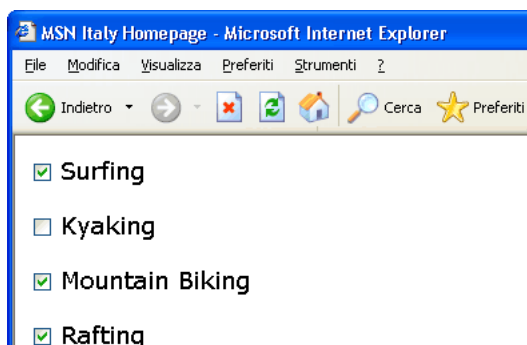 MSN Italy Homepage - Microsoft Internet Explorer
File Modifica Visualizza Preferiti Strumenti ?
Indietro Cerca Preferiti
Surfing
Kyaking
Mountain Biking
Rafting